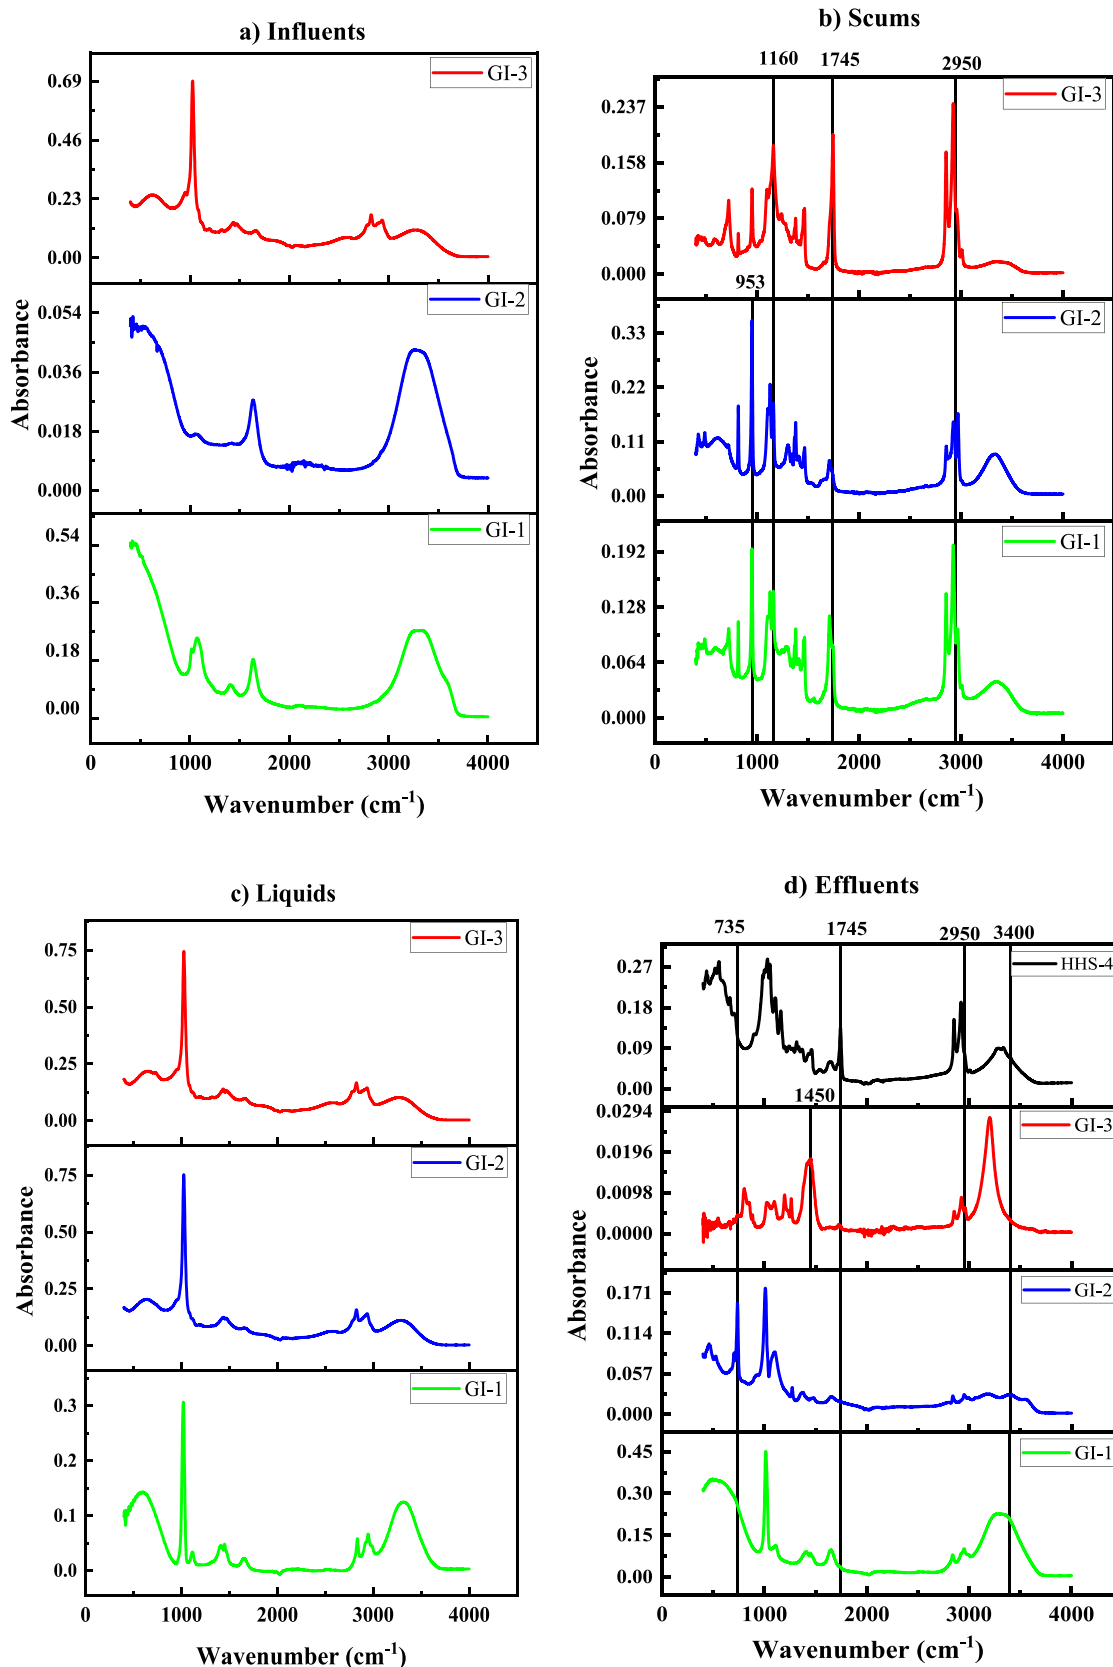 a) Influents
0.69
0.46
0.23
0.00
GI-3
0.054
0.036
0.018
0.000
GI-2
0.54
0.36
0.18
0.00
GI-1
Absorbance
0 1000 2000 3000 4000
Wavenumber (cm-1)
b) Scums
1160 1745 2950
0.237
0.158
0.079
0.000
GI-3
953
0.33
0.22
0.11
0.00
GI-2
0.192
0.128
0.064
0.000
GI-1
Absorbance
0 1000 2000 3000 4000
Wavenumber (cm-1)
c) Liquids
0.75
0.50
0.25
0.00
GI-3
0.75
0.50
0.25
0.00
GI-2
0.3
0.2
0.1
0.0
GI-1
Absorbance
0 1000 2000 3000 4000
Wavenumber (cm-1)
d) Effluents
735 1745 2950 3400
0.27
0.18
0.09
0.00
HHS-4
1450
0.0294
0.0196
0.0098
0.0000
GI-3
0.171
0.114
0.057
0.000
GI-2
0.45
0.30
0.15
0.00
GI-1
Absorbance
0 1000 2000 3000 4000
Wavenumber (cm-1)